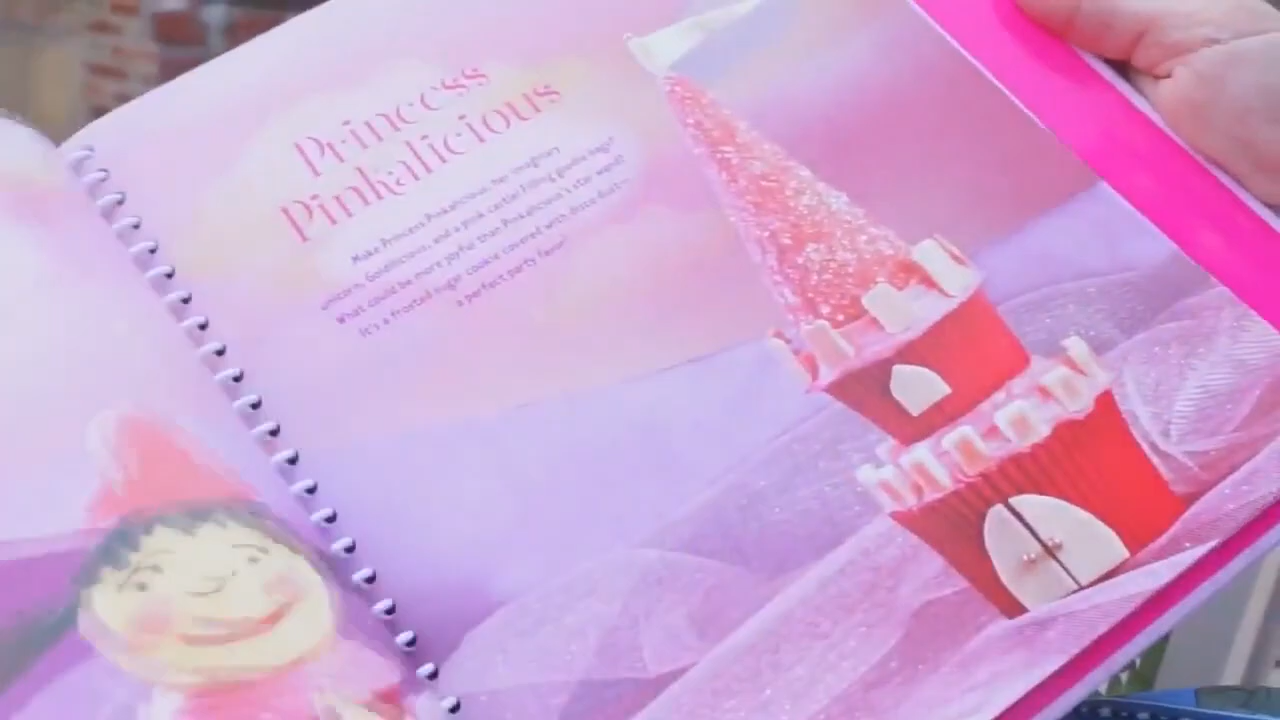 Princess
Pinkalicious
Make Princess Pinkalicious, her imaginary
unicorn, Goldilicious, and a pink castle! Filling goodie bags?
What could be more joyful than Pinkalicious's star wand?
It's a frosted sugar cookie covered with disco dust—
a perfect party favor!